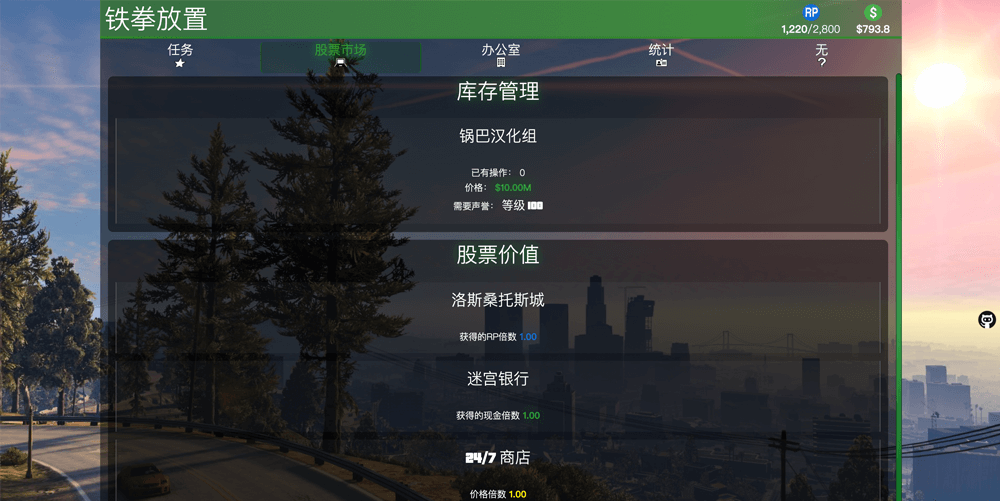 铁拳放置
RP
$
1,220/2,800
$793.8
任务
股票市场
办公室
统计
无
?
库存管理
锅巴汉化组
已有操作： 0
价格： $10.00M
需要声誉： 等级 100
股票价值
洛斯桑托斯城
获得的RP倍数 1.00
迷宫银行
获得的现金倍数 1.00
24/7 商店
价格倍数 1.00